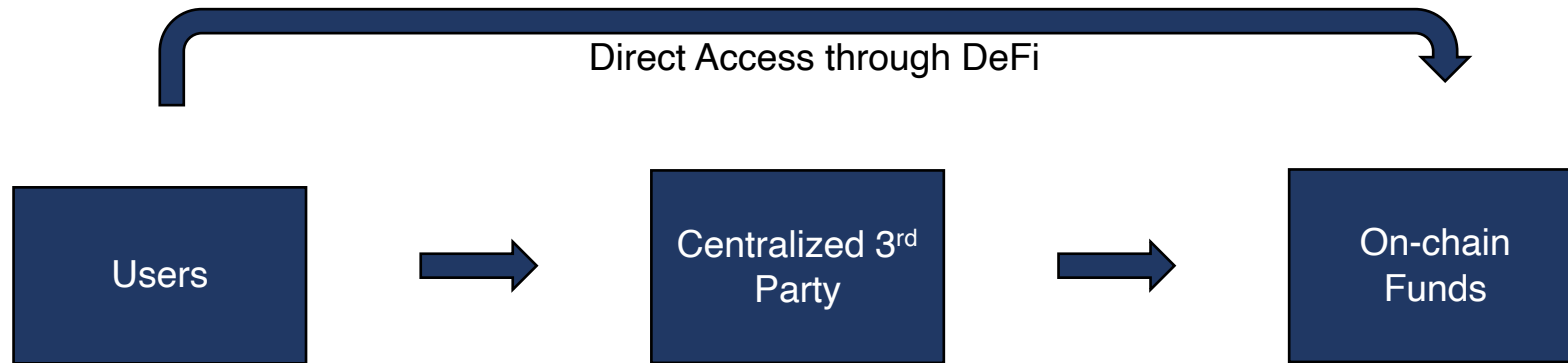 Direct Access through DeFi
Users
Centralized 3rd
Party
On-chain
Funds